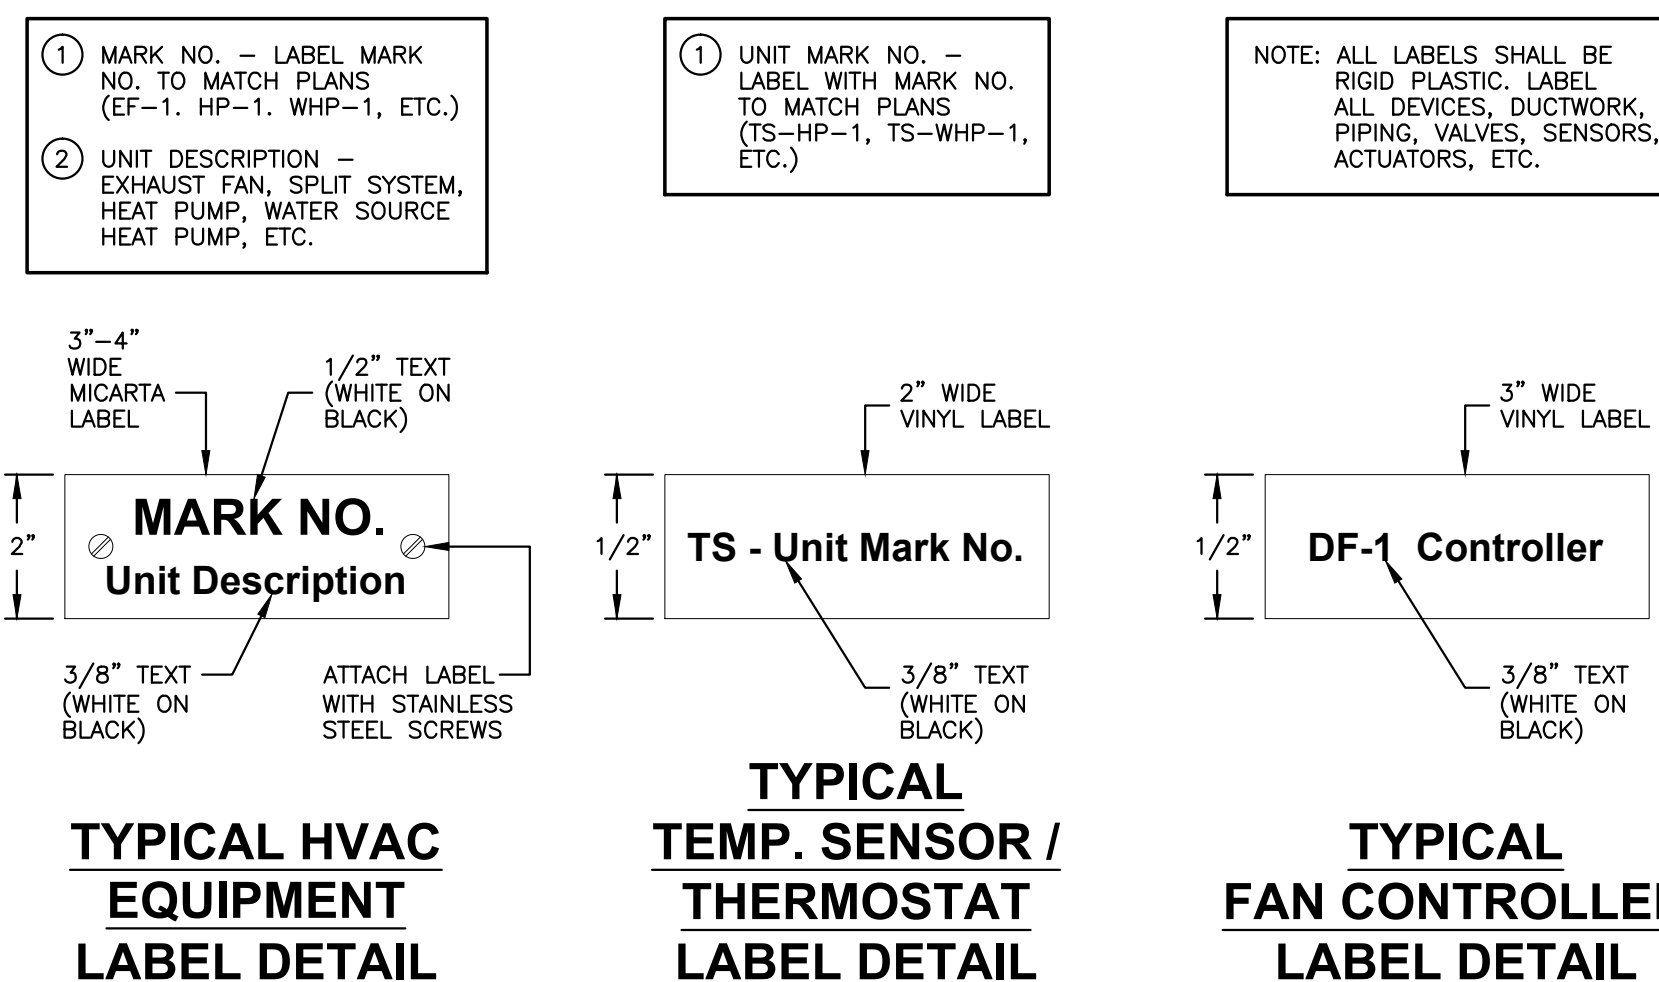 1
MARK NO. – LABEL MARK
NO. TO MATCH PLANS
(EF–1. HP–1. WHP–1, ETC.)
2
UNIT DESCRIPTION –
EXHAUST FAN, SPLIT SYSTEM,
HEAT PUMP, WATER SOURCE
HEAT PUMP, ETC.
1
UNIT MARK NO. –
LABEL WITH MARK NO.
TO MATCH PLANS
(TS–HP–1, TS–WHP–1,
ETC.)
NOTE: ALL LABELS SHALL BE
RIGID PLASTIC. LABEL
ALL DEVICES, DUCTWORK,
PIPING, VALVES, SENSORS,
ACTUATORS, ETC.
3”–4”
WIDE
MICARTA
LABEL
1/2” TEXT
(WHITE ON
BLACK)
2”
MARK NO.
Unit Description
3/8” TEXT
(WHITE ON
BLACK)
ATTACH LABEL
WITH STAINLESS
STEEL SCREWS
TYPICAL HVAC
EQUIPMENT
LABEL DETAIL
2” WIDE
VINYL LABEL
1/2”
TS - Unit Mark No.
3/8” TEXT
(WHITE ON
BLACK)
TYPICAL
TEMP. SENSOR /
THERMOSTAT
LABEL DETAIL
3” WIDE
VINYL LABEL
1/2”
DF-1 Controller
3/8” TEXT
(WHITE ON
BLACK)
TYPICAL
FAN CONTROLLER
LABEL DETAIL